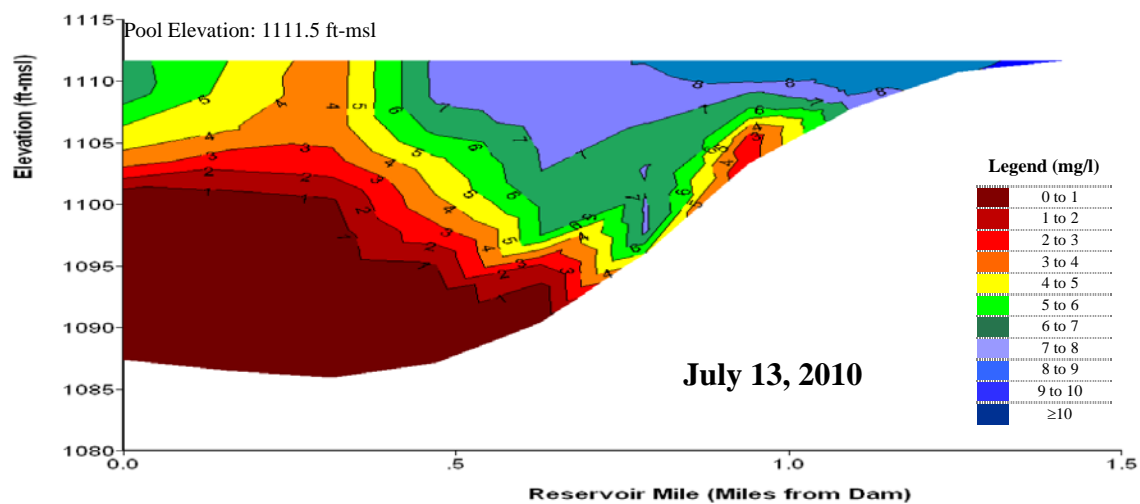 Pool Elevation: 1111.5 ft-msl
Elevation (ft-msl)
1115
1110
1105
1100
1095
1090
1085
1080
0.0
.5
1.0
1.5
Reservoir Mile (Miles from Dam)
July 13, 2010
Legend (mg/l)
0 to 1
1 to 2
2 to 3
3 to 4
4 to 5
5 to 6
6 to 7
7 to 8
8 to 9
9 to 10
≥10